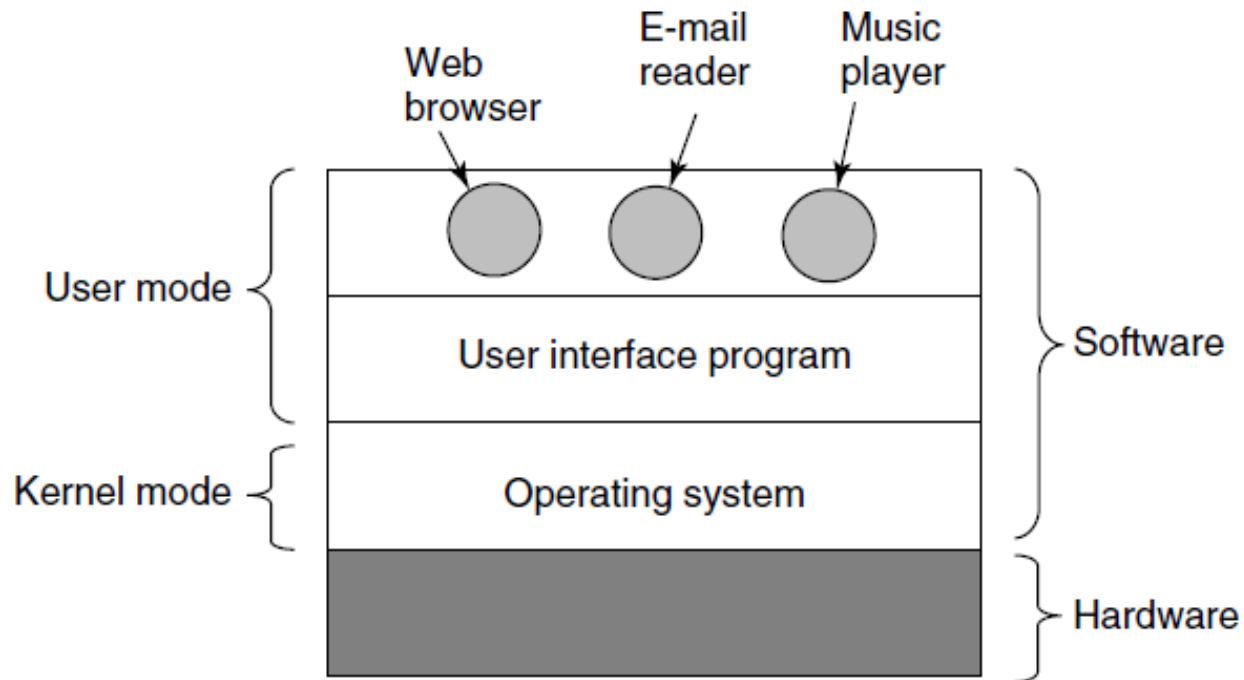 Web
browser
E-mail
reader
Music
player
User mode
User interface program
Software
Kernel mode
Operating system
Hardware